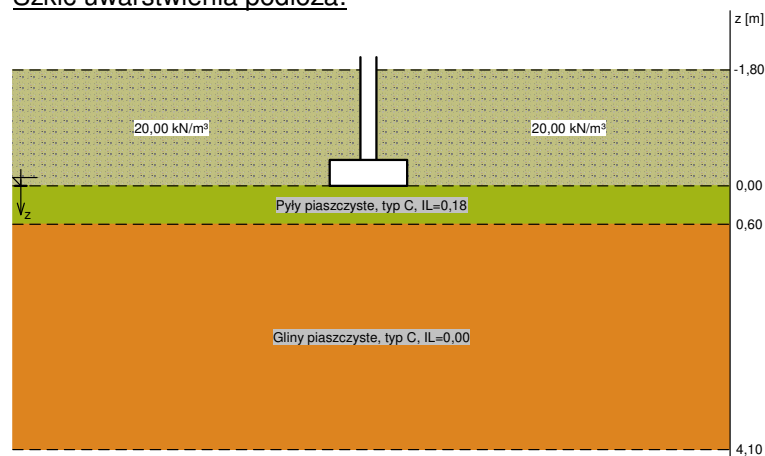 Szkic uwarstwienia podłoża:
z [m]
-1,80
20,00 kN/m³
20,00 kN/m³
0,00
z
Pyły piaszczyste, typ C, IL=0,18
0,60
Gliny piaszczyste, typ C, IL=0,00
4,10